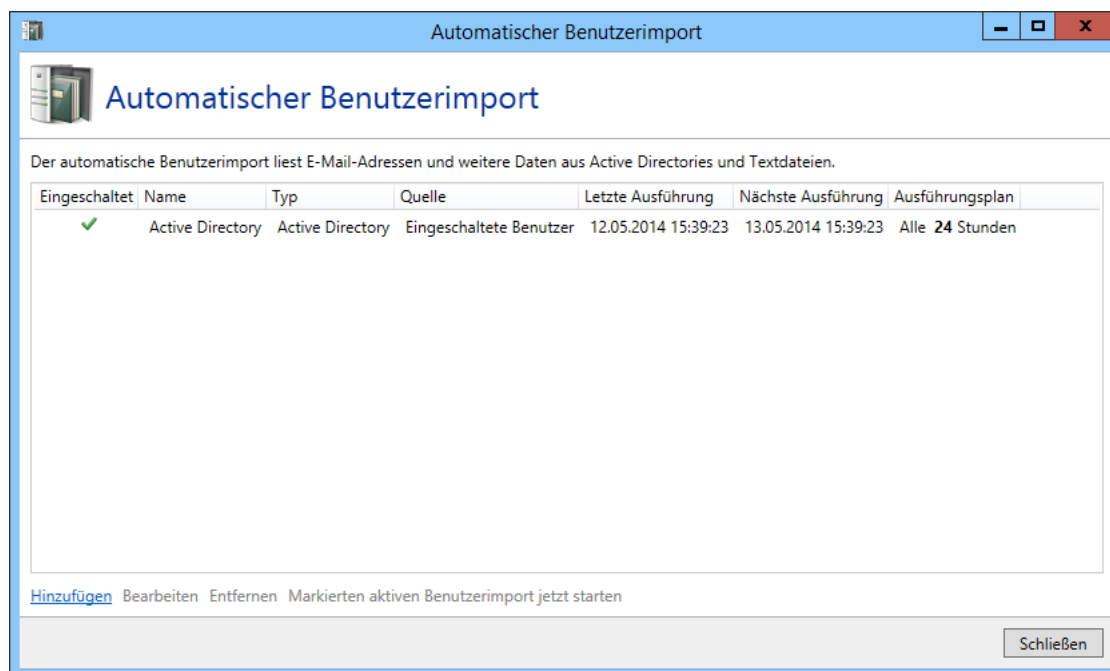 Automatischer Benutzerimport
Automatischer Benutzerimport
Der automatische Benutzerimport liest E-Mail-Adressen und weitere Daten aus Active Directories und Textdateien.
Eingeschaltet Name Typ Quelle Letzte Ausführung Nächste Ausführung Ausführungsplan
Active Directory Active Directory Eingeschaltete Benutzer 12.05.2014 15:39:23 13.05.2014 15:39:23 Alle 24 Stunden
Hinzufügen Bearbeiten Entfernen Markierten aktiven Benutzerimport jetzt starten
Schließen